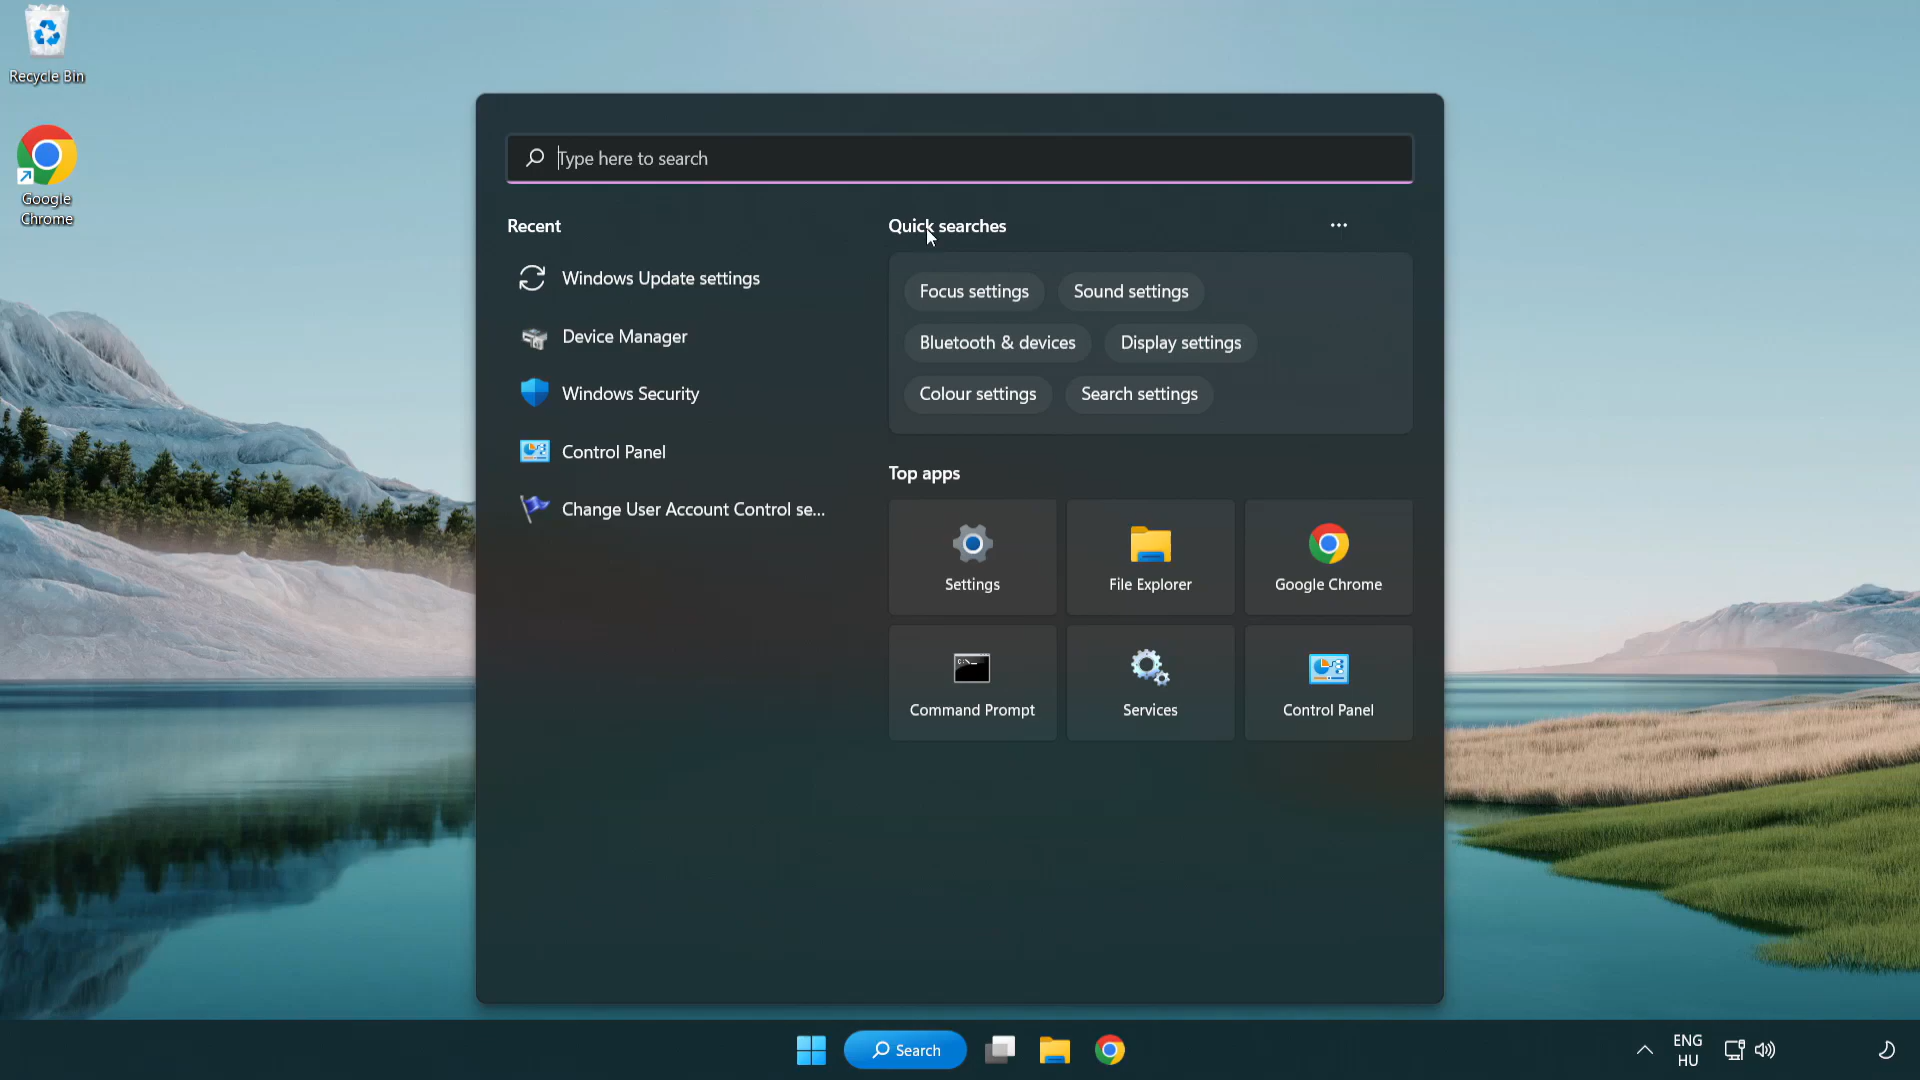 Recycle Bin
Google
Chrome
Type here to search
Recent
Windows Update settings
Device Manager
Windows Security
Control Panel
Change User Account Control se...
Quick searches
Focus settings
Sound settings
Bluetooth & devices
Display settings
Colour settings
Search settings
Top apps
Settings
File Explorer
Google Chrome
Command Prompt
Services
Control Panel
Search
ENG
HU